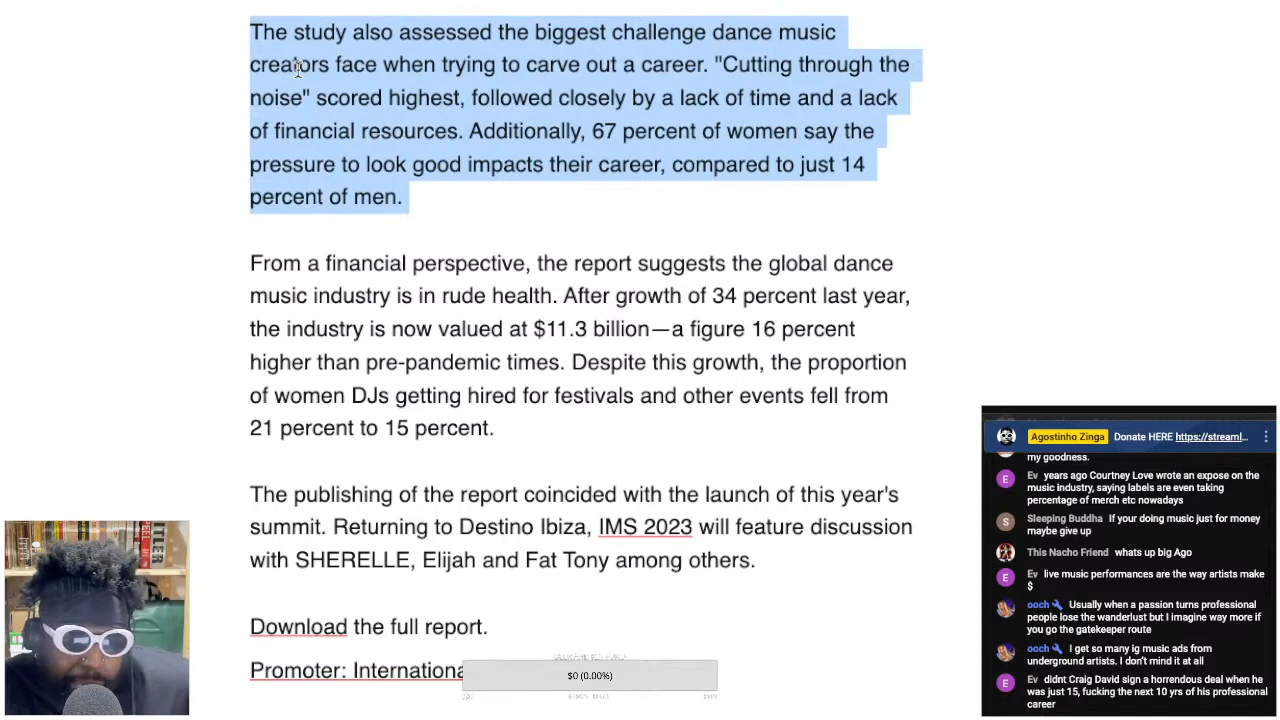 The study also assessed the biggest challenge dance music
creators face when trying to carve out a career. "Cutting through the
noise" scored highest, followed closely by a lack of time and a lack
of financial resources. Additionally, 67 percent of women say the
pressure to look good impacts their career, compared to just 14
percent of men.
From a financial perspective, the report suggests the global dance
music industry is in rude health. After growth of 34 percent last year,
the industry is now valued at $11.3 billion—a figure 16 percent
higher than pre-pandemic times. Despite this growth, the proportion
of women DJs getting hired for festivals and other events fell from
21 percent to 15 percent.
The publishing of the report coincided with the launch of this year's
summit. Returning to Destino Ibiza, IMS 2023 will feature discussion
with SHERELLE, Elijah and Fat Tony among others.
Download the full report.
Promoter: Internationa
$0 (0.00%)
Agostinho Zinga Donate HERE https://streaml...
my goodness.
Ev years ago Courtney Love wrote an expose on the
music industry, saying labels are even taking
percentage of merch etc nowadays
Sleeping Buddha If your doing music just for money
maybe give up
This Nacho Friend whats up big Ago
Ev live music performances are the way artists make
$
ooch Usually when a passion turns professional
people lose the wanderlust but I imagine way more if
you go the gatekeeper route
ooch I get so many ig music ads from
underground artists. I don't mind it at all
Ev didnt Craig David sign a horrendous deal when he
was just 15, fucking the next 10 yrs of his professional
career